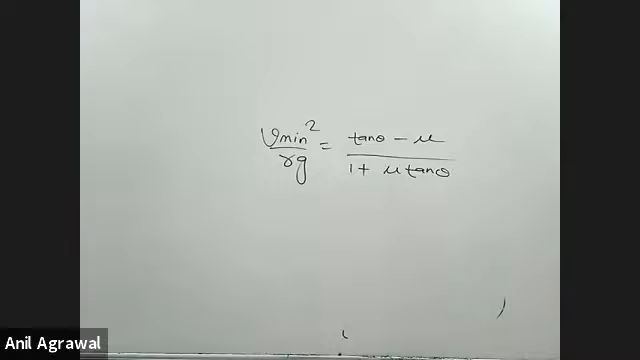 Vmin² / rg = tanθ − μ / 1 + μ tanθ
Anil Agrawal